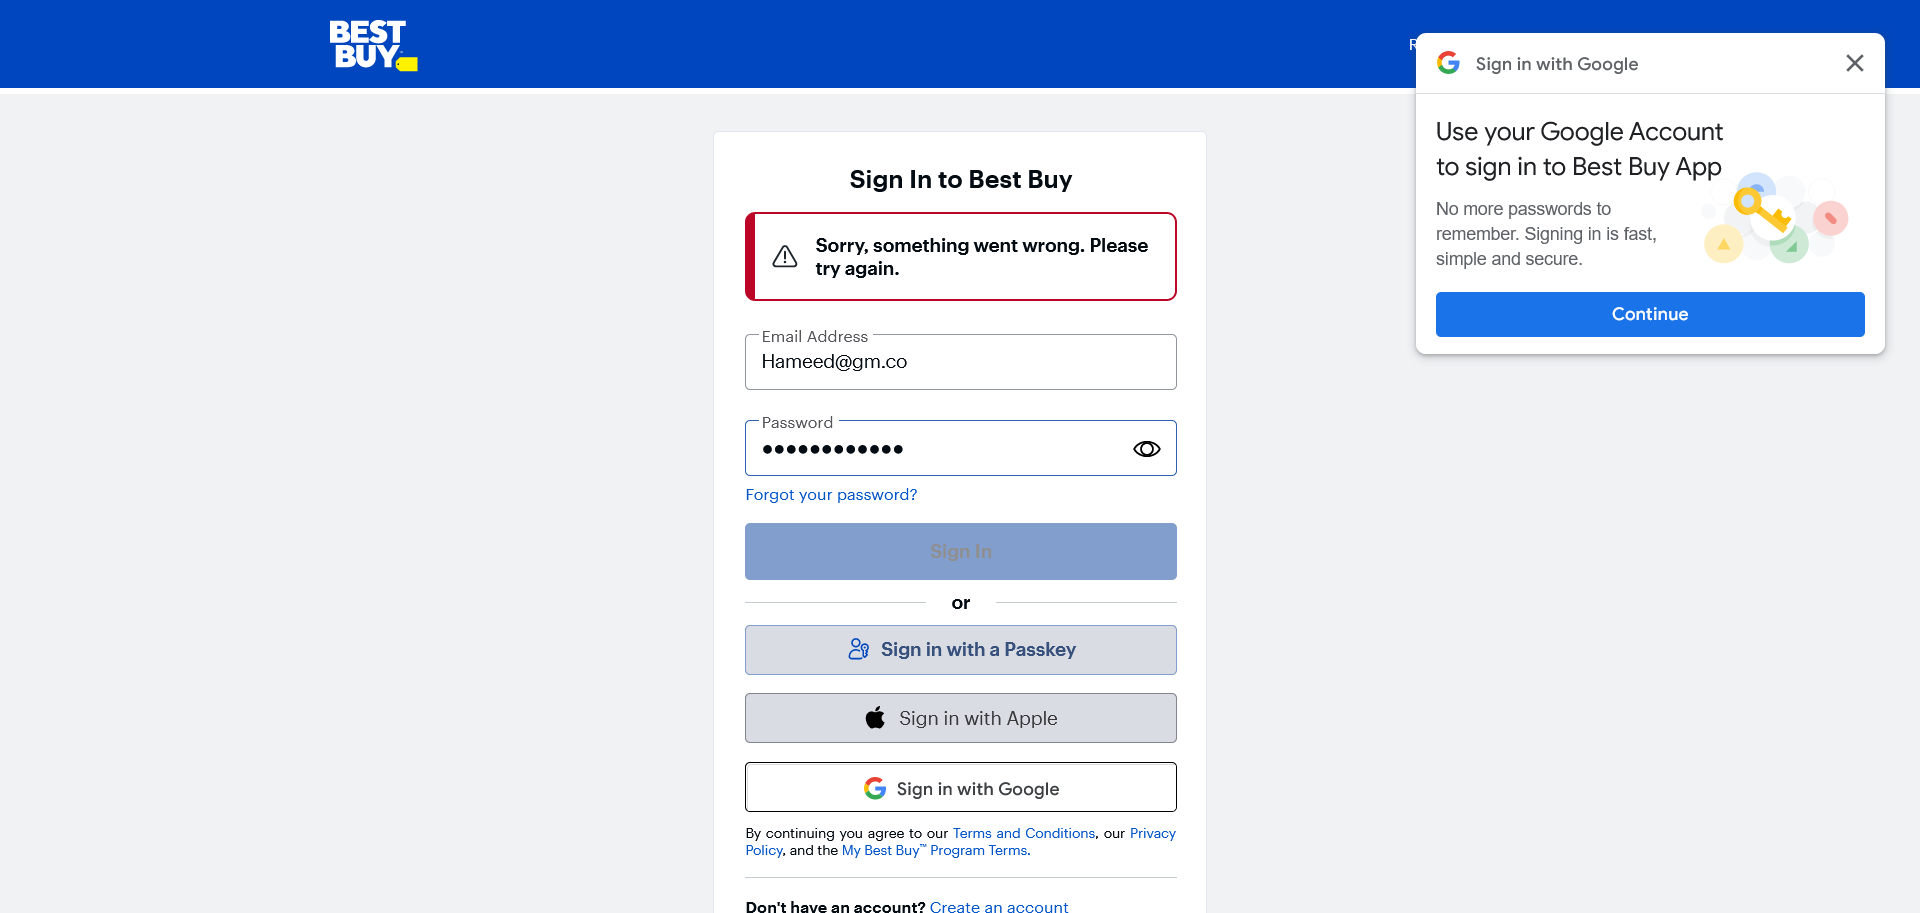 BEST
BUY
R
Sign in with Google
Use your Google Account
to sign in to Best Buy App
No more passwords to
remember. Signing in is fast,
simple and secure.
Continue
Sign In to Best Buy
Sorry, something went wrong. Please
try again.
Email Address
Hameed@gm.co
Password
••••••••••••
Forgot your password?
Sign In
or
Sign in with a Passkey
Sign in with Apple
Sign in with Google
By continuing you agree to our Terms and Conditions, our Privacy
Policy, and the My Best Buy™ Program Terms.
Don't have an account? Create an account